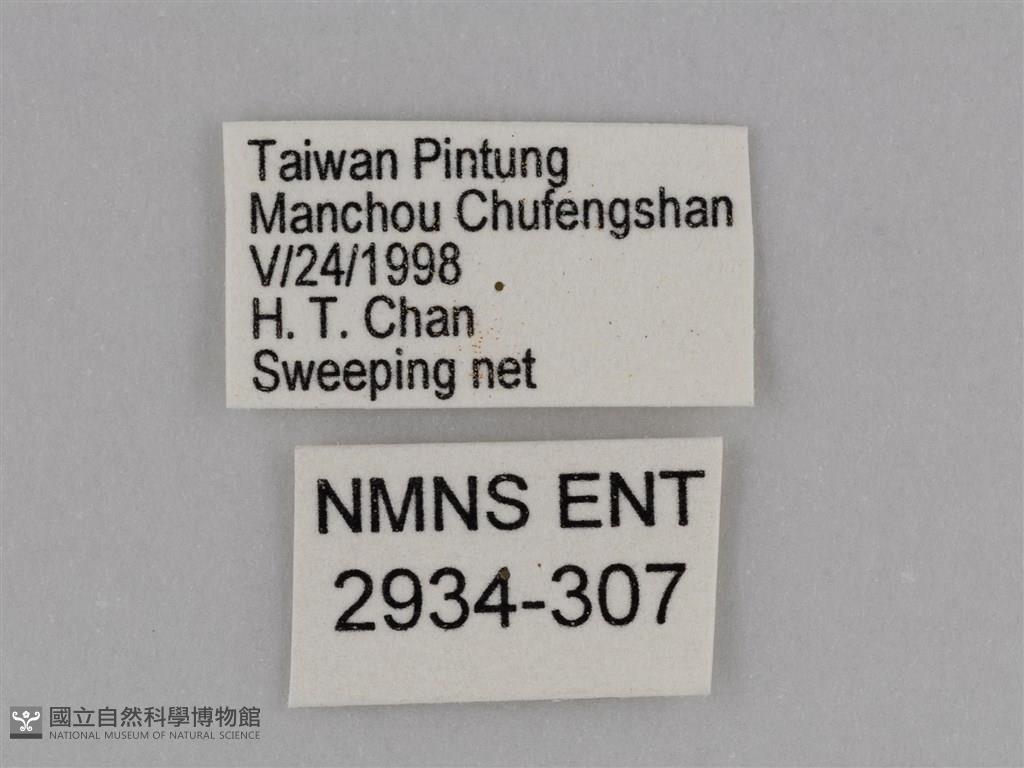 Taiwan Pintung
Manchou Chufengshan
V/24/1998
H. T. Chan
Sweeping net
NMNS ENT
2934-307
國立自然科學博物館
NATIONAL MUSEUM OF NATURAL SCIENCE